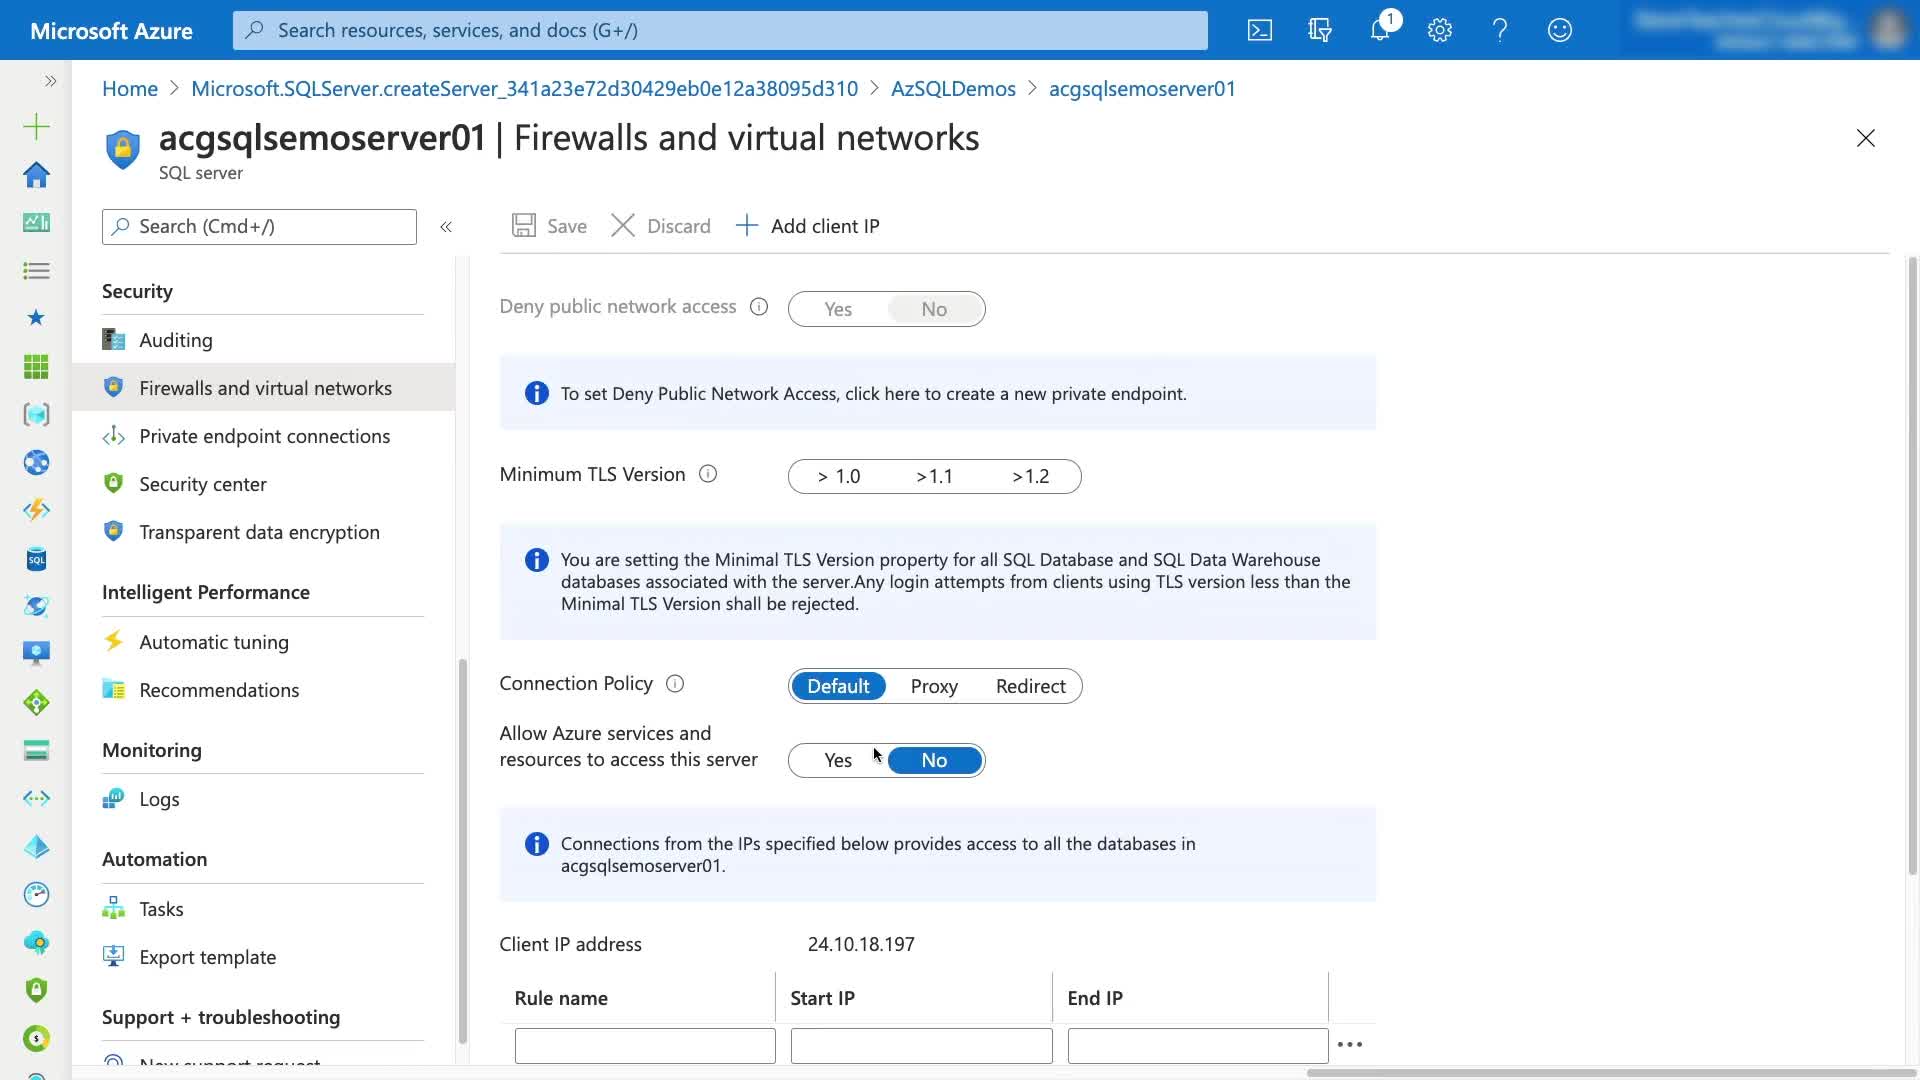 Microsoft Azure
Search resources, services, and docs (G+/)
1
Home > Microsoft.SQLServer.createServer_341a23e72d30429eb0e12a38095d310 > AzSQLDemos > acgsqlsemoserver01
acgsqlsemoserver01 | Firewalls and virtual networks
SQL server
Search (Cmd+/)
«
Save
Discard
Add client IP
Security
Auditing
Firewalls and virtual networks
Private endpoint connections
Security center
Transparent data encryption
Intelligent Performance
Automatic tuning
Recommendations
Monitoring
Logs
Automation
Tasks
Export template
Support + troubleshooting
New support request
SQL
Deny public network access
Yes No
To set Deny Public Network Access, click here to create a new private endpoint.
Minimum TLS Version
> 1.0 >1.1 >1.2
You are setting the Minimal TLS Version property for all SQL Database and SQL Data Warehouse
databases associated with the server.Any login attempts from clients using TLS version less than the
Minimal TLS Version shall be rejected.
Connection Policy
Default Proxy Redirect
Allow Azure services and
resources to access this server
Yes No
Connections from the IPs specified below provides access to all the databases in
acgsqlsemoserver01.
Client IP address 24.10.18.197
Rule name Start IP End IP